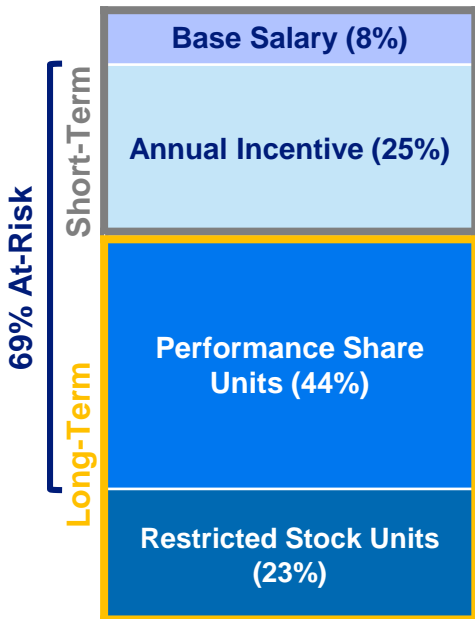 Base Salary (8%)
Annual Incentive (25%)
Short-Term
69% At-Risk
Performance Share
Units (44%)
Long-Term
Restricted Stock Units
(23%)